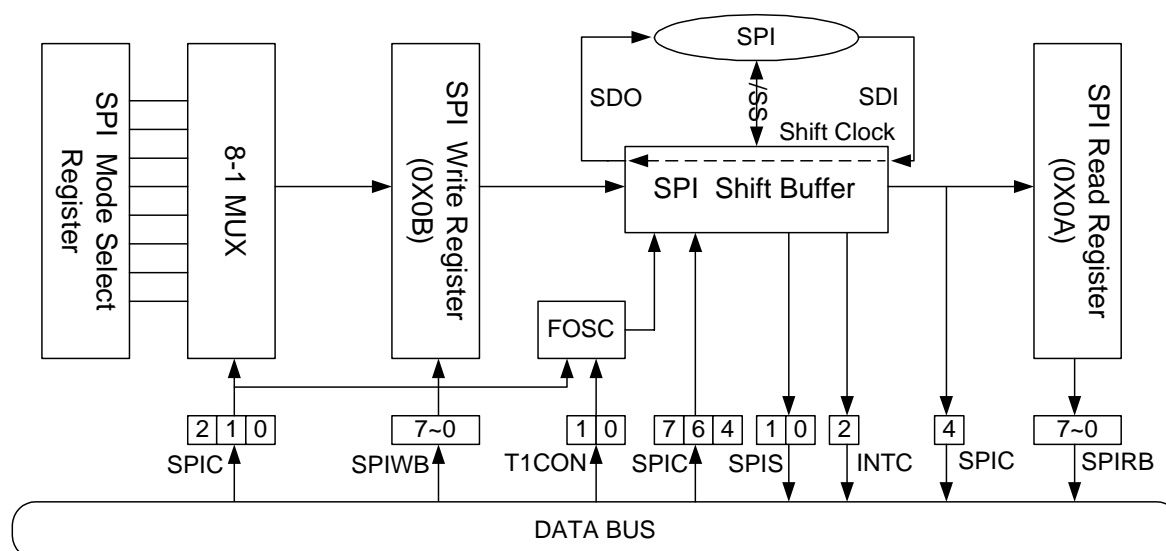 SPI
SDO
/SS
SDI
Shift Clock
SPI Mode Select
Register
8-1 MUX
SPI Write Register
(0X0B)
SPI Shift Buffer
SPI Read Register
(0X0A)
FOSC
2 1 0
7~0
1 0
7 6 4
1 0
2
4
7~0
SPIC
SPIWB
T1CON
SPIC
SPIS
INTC
SPIC
SPIRB
DATA BUS